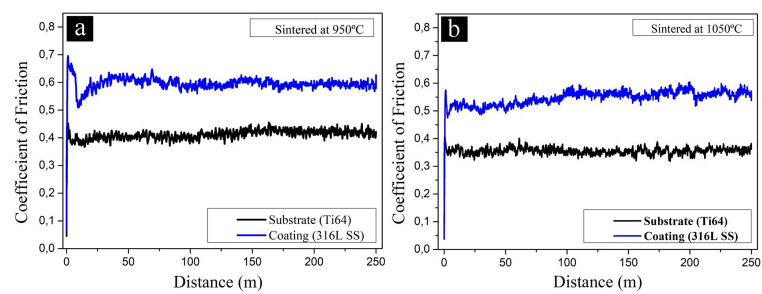 a
Sintered at 950ºC
Coefficeient of Friction
0,8
0,7
0,6
0,5
0,4
0,3
0,2
0,1
0,0
Substrate (Ti64)
Coating (316L SS)
0 50 100 150 200 250
Distance (m)
b
Sintered at 1050ºC
Coefficeient of Friction
0,8
0,7
0,6
0,5
0,4
0,3
0,2
0,1
0,0
Substrate (Ti64)
Coating (316L SS)
0 50 100 150 200 250
Distance (m)